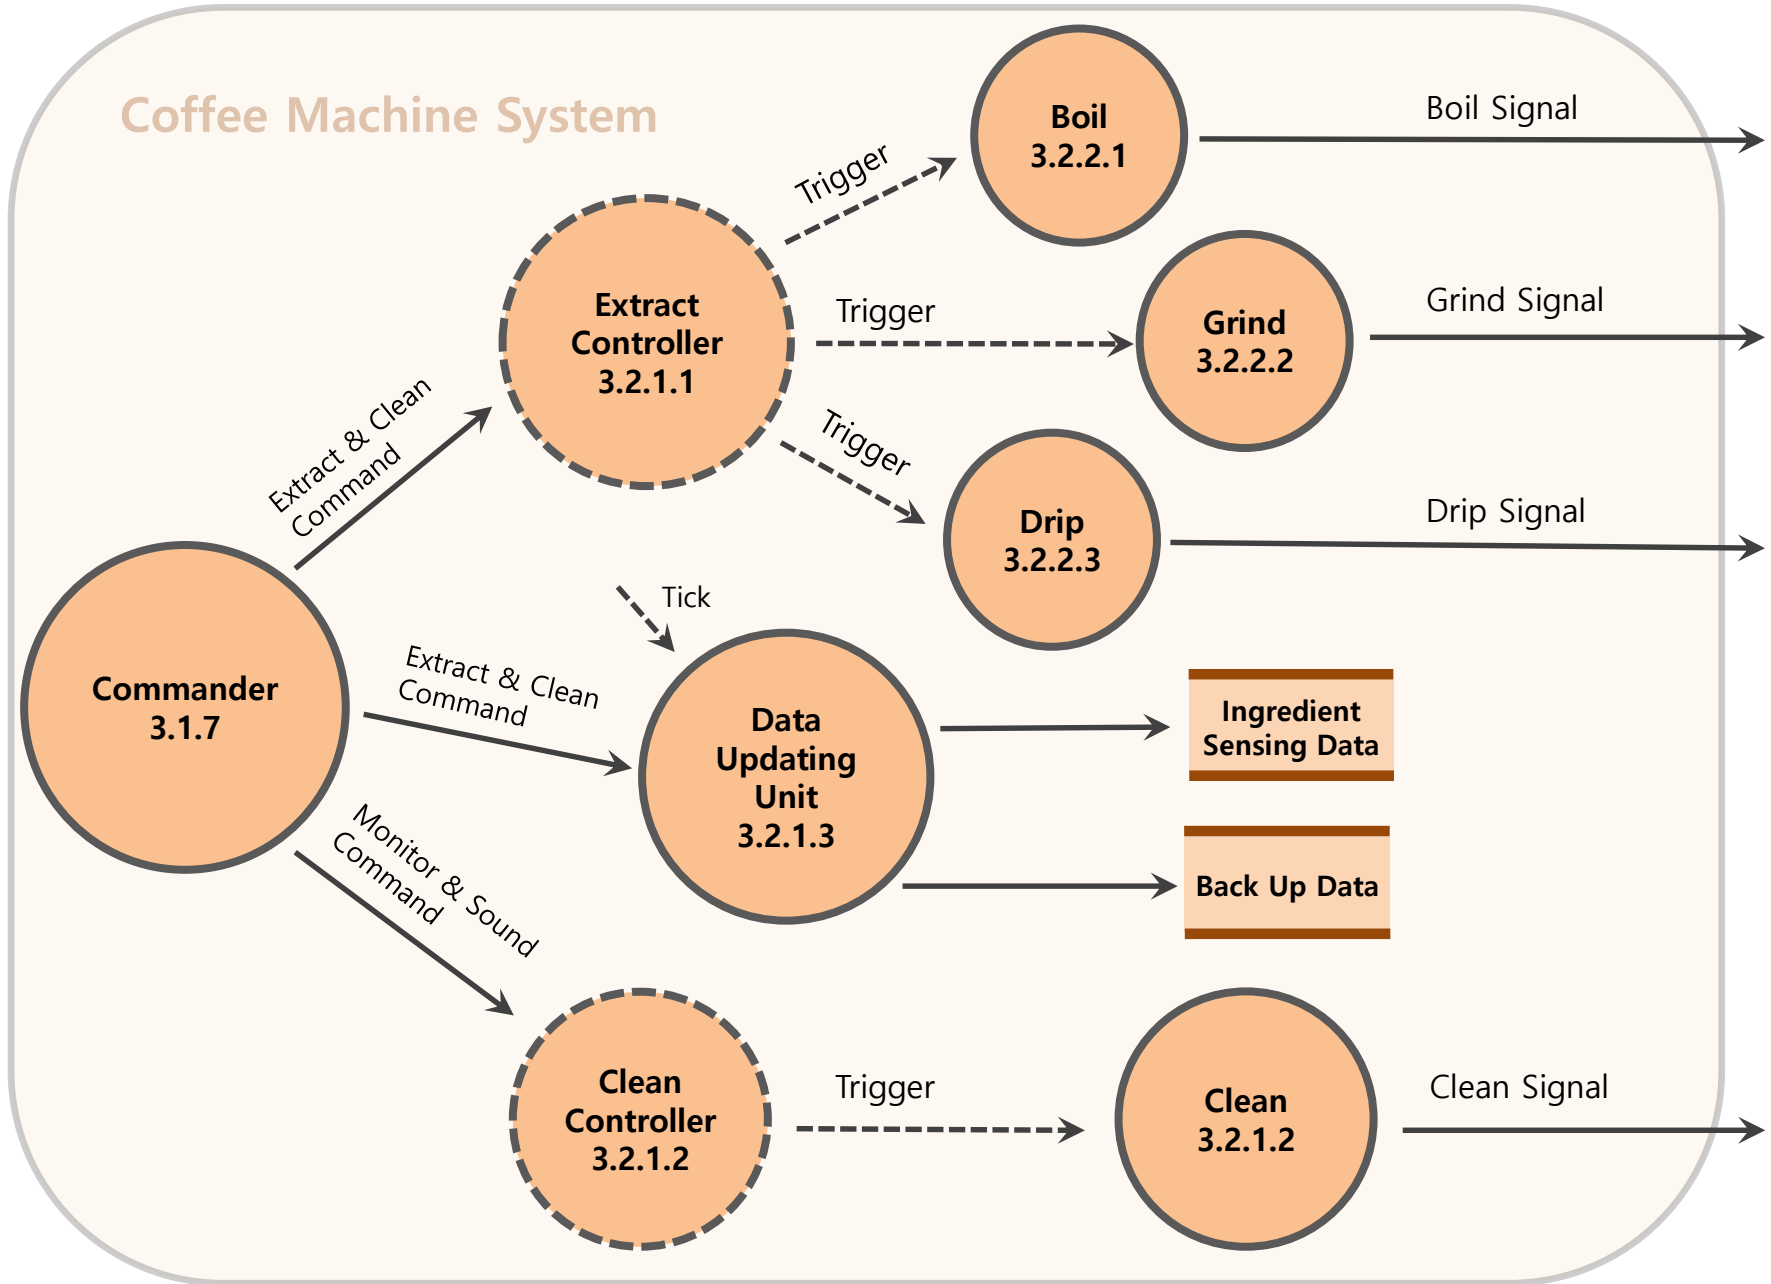 Coffee Machine System
Boil
3.2.2.1
Boil Signal
Trigger
Extract
Controller
3.2.1.1
Trigger
Grind
3.2.2.2
Grind Signal
Trigger
Drip
3.2.2.3
Drip Signal
Extract & Clean
Command
Tick
Commander
3.1.7
Extract & Clean
Command
Data
Updating
Unit
3.2.1.3
Ingredient
Sensing Data
Back Up Data
Monitor & Sound
Command
Clean
Controller
3.2.1.2
Trigger
Clean
3.2.1.2
Clean Signal